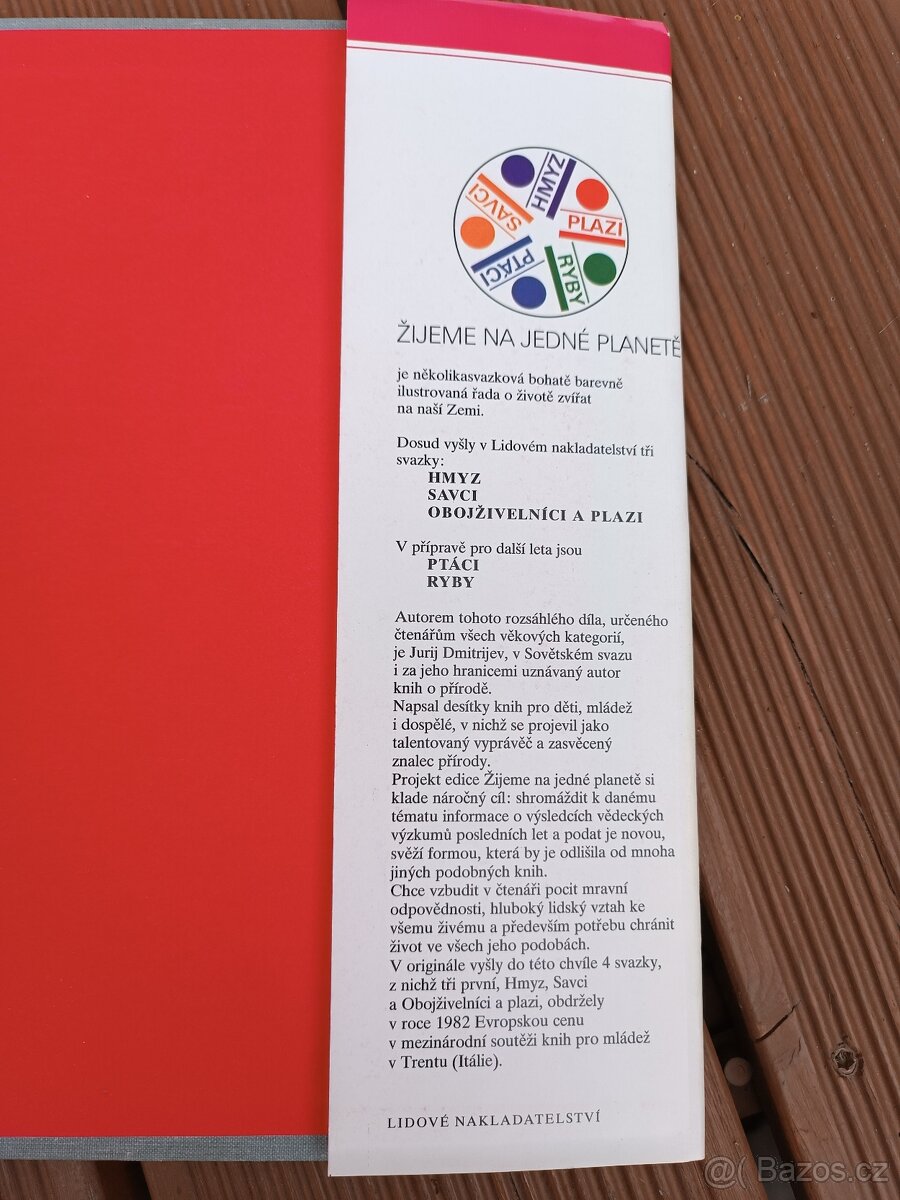 HMYZ
PLAZI
RYBY
PTÁCI
SAVCI
ŽIJEME NA JEDNÉ PLANETĚ
je několikasvazková bohatě barevně
ilustrovaná řada o životě zvířat
na naší Zemi.
Dosud vyšly v Lidovém nakladatelství tři
svazky:
HMYZ
SAVCI
OBOJŽIVELNÍCI A PLAZI
V přípravě pro další leta jsou
PTÁCI
RYBY
Autorem tohoto rozsáhlého díla, určeného
čtenářům všech věkových kategorií,
je Jurij Dmitrijev, v Sovětském svazu
i za jeho hranicemi uznávaný autor
knih o přírodě.
Napsal desítky knih pro děti, mládež
i dospělé, v nichž se projevil jako
talentovaný vyprávěč a zasvěcený
znalec přírody.
Projekt edice Žijeme na jedné planetě si
klade náročný cíl: shromáždit k danému
tématu informace o výsledcích vědeckých
výzkumů posledních let a podat je novou,
svěží formou, která by je odlišila od mnoha
jiných podobných knih.
Chce vzbudit v čtenáři pocit mravní
odpovědnosti, hluboký lidský vztah ke
všemu živému a především potřebu chránit
život ve všech jeho podobách.
V originále vyšly do této chvíle 4 svazky,
z nichž tři první, Hmyz, Savci
a Obojživelníci a plazi, obdržely
v roce 1982 Evropskou cenu
v mezinárodní soutěži knih pro mládež
v Trentu (Itálie).
LIDOVÉ NAKLADATELSTVÍ
@( Bazos.cz